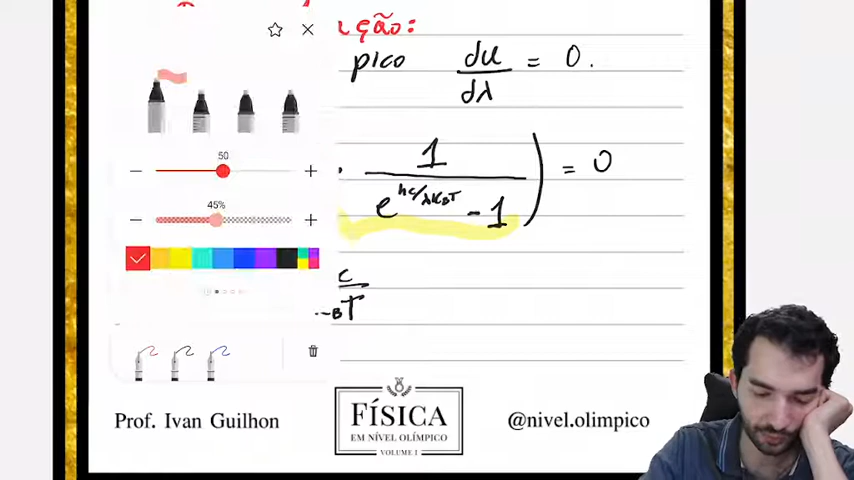 ção:
pico du/dλ = 0.
50
· 1/(e^{hc/λk_BT} - 1)) = 0
45%
c
BT
Prof. Ivan Guilhon
FÍSICA
EM NÍVEL OLÍMPICO
VOLUME I
@nivel.olimpico